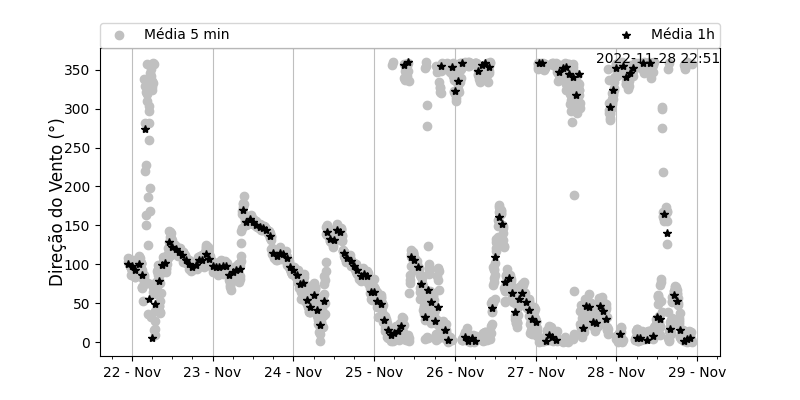 Média 5 min
Média 1h
2022-11-28 22:51
Direção do Vento (°)
350
300
250
200
150
100
50
0
22 - Nov
23 - Nov
24 - Nov
25 - Nov
26 - Nov
27 - Nov
28 - Nov
29 - Nov